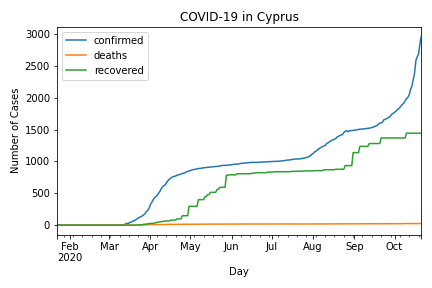 COVID-19 in Cyprus
confirmed
deaths
recovered
Number of Cases
3000
2500
2000
1500
1000
500
0
Feb Mar Apr May Jun Jul Aug Sep Oct
2020
Day